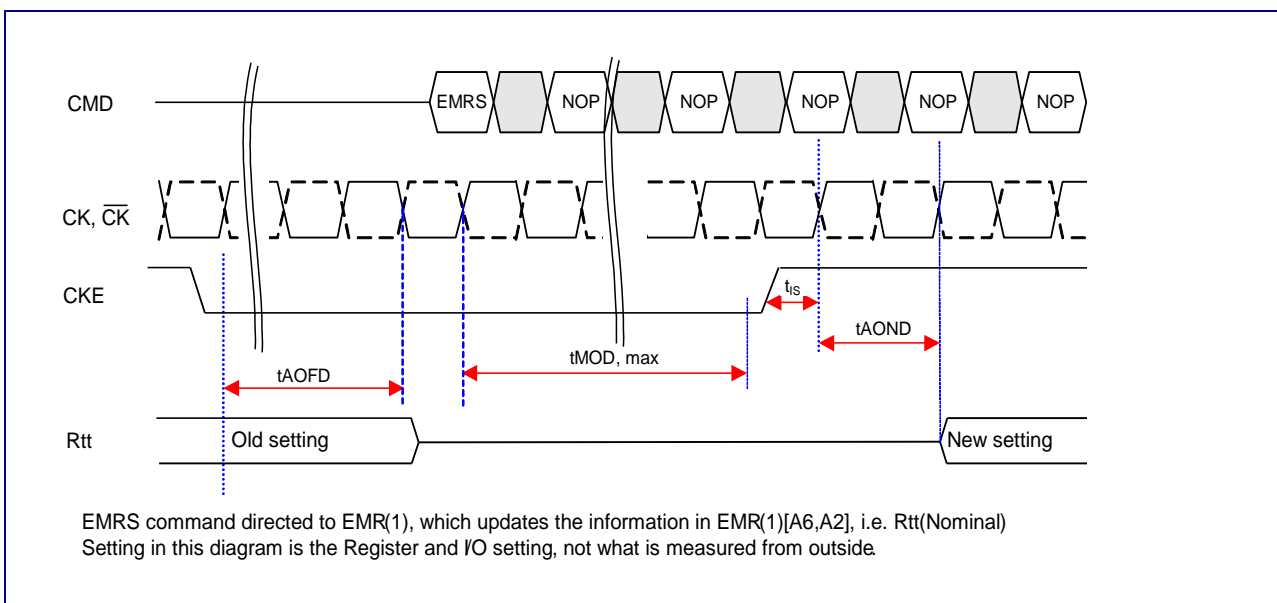 CMD
EMRS NOP NOP NOP NOP NOP
CK, C̅K̅
CKE
tIS
tAOND
tMOD, max
tAOFD
Rtt
Old setting
New setting
EMRS command directed to EMR(1), which updates the information in EMR(1)[A6,A2], i.e. Rtt(Nominal)
Setting in this diagram is the Register and I/O setting, not what is measured from outside.